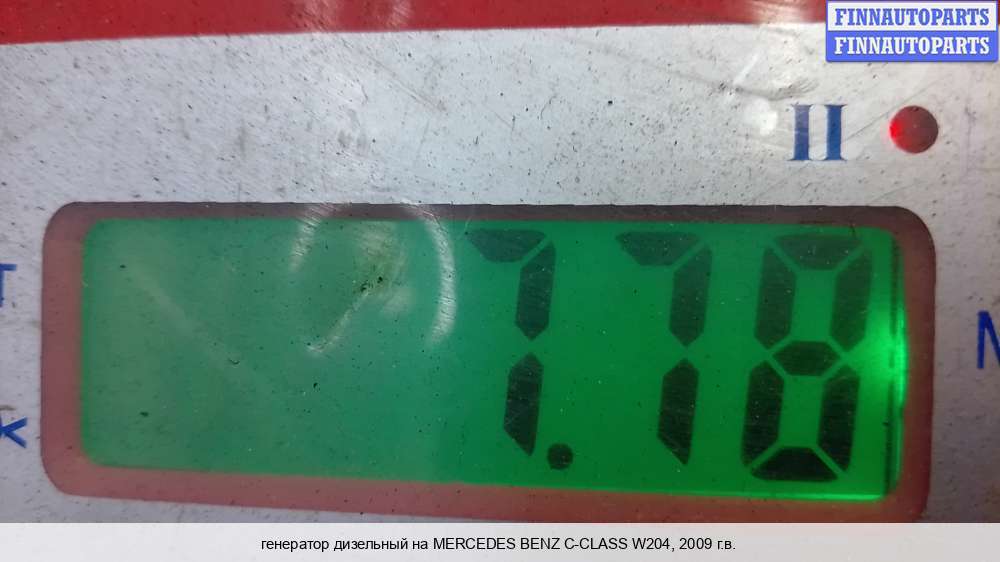 FINNAUTOPARTS
FINNAUTOPARTS
II
7.78
генератор дизельный на MERCEDES BENZ C-CLASS W204, 2009 г.в.